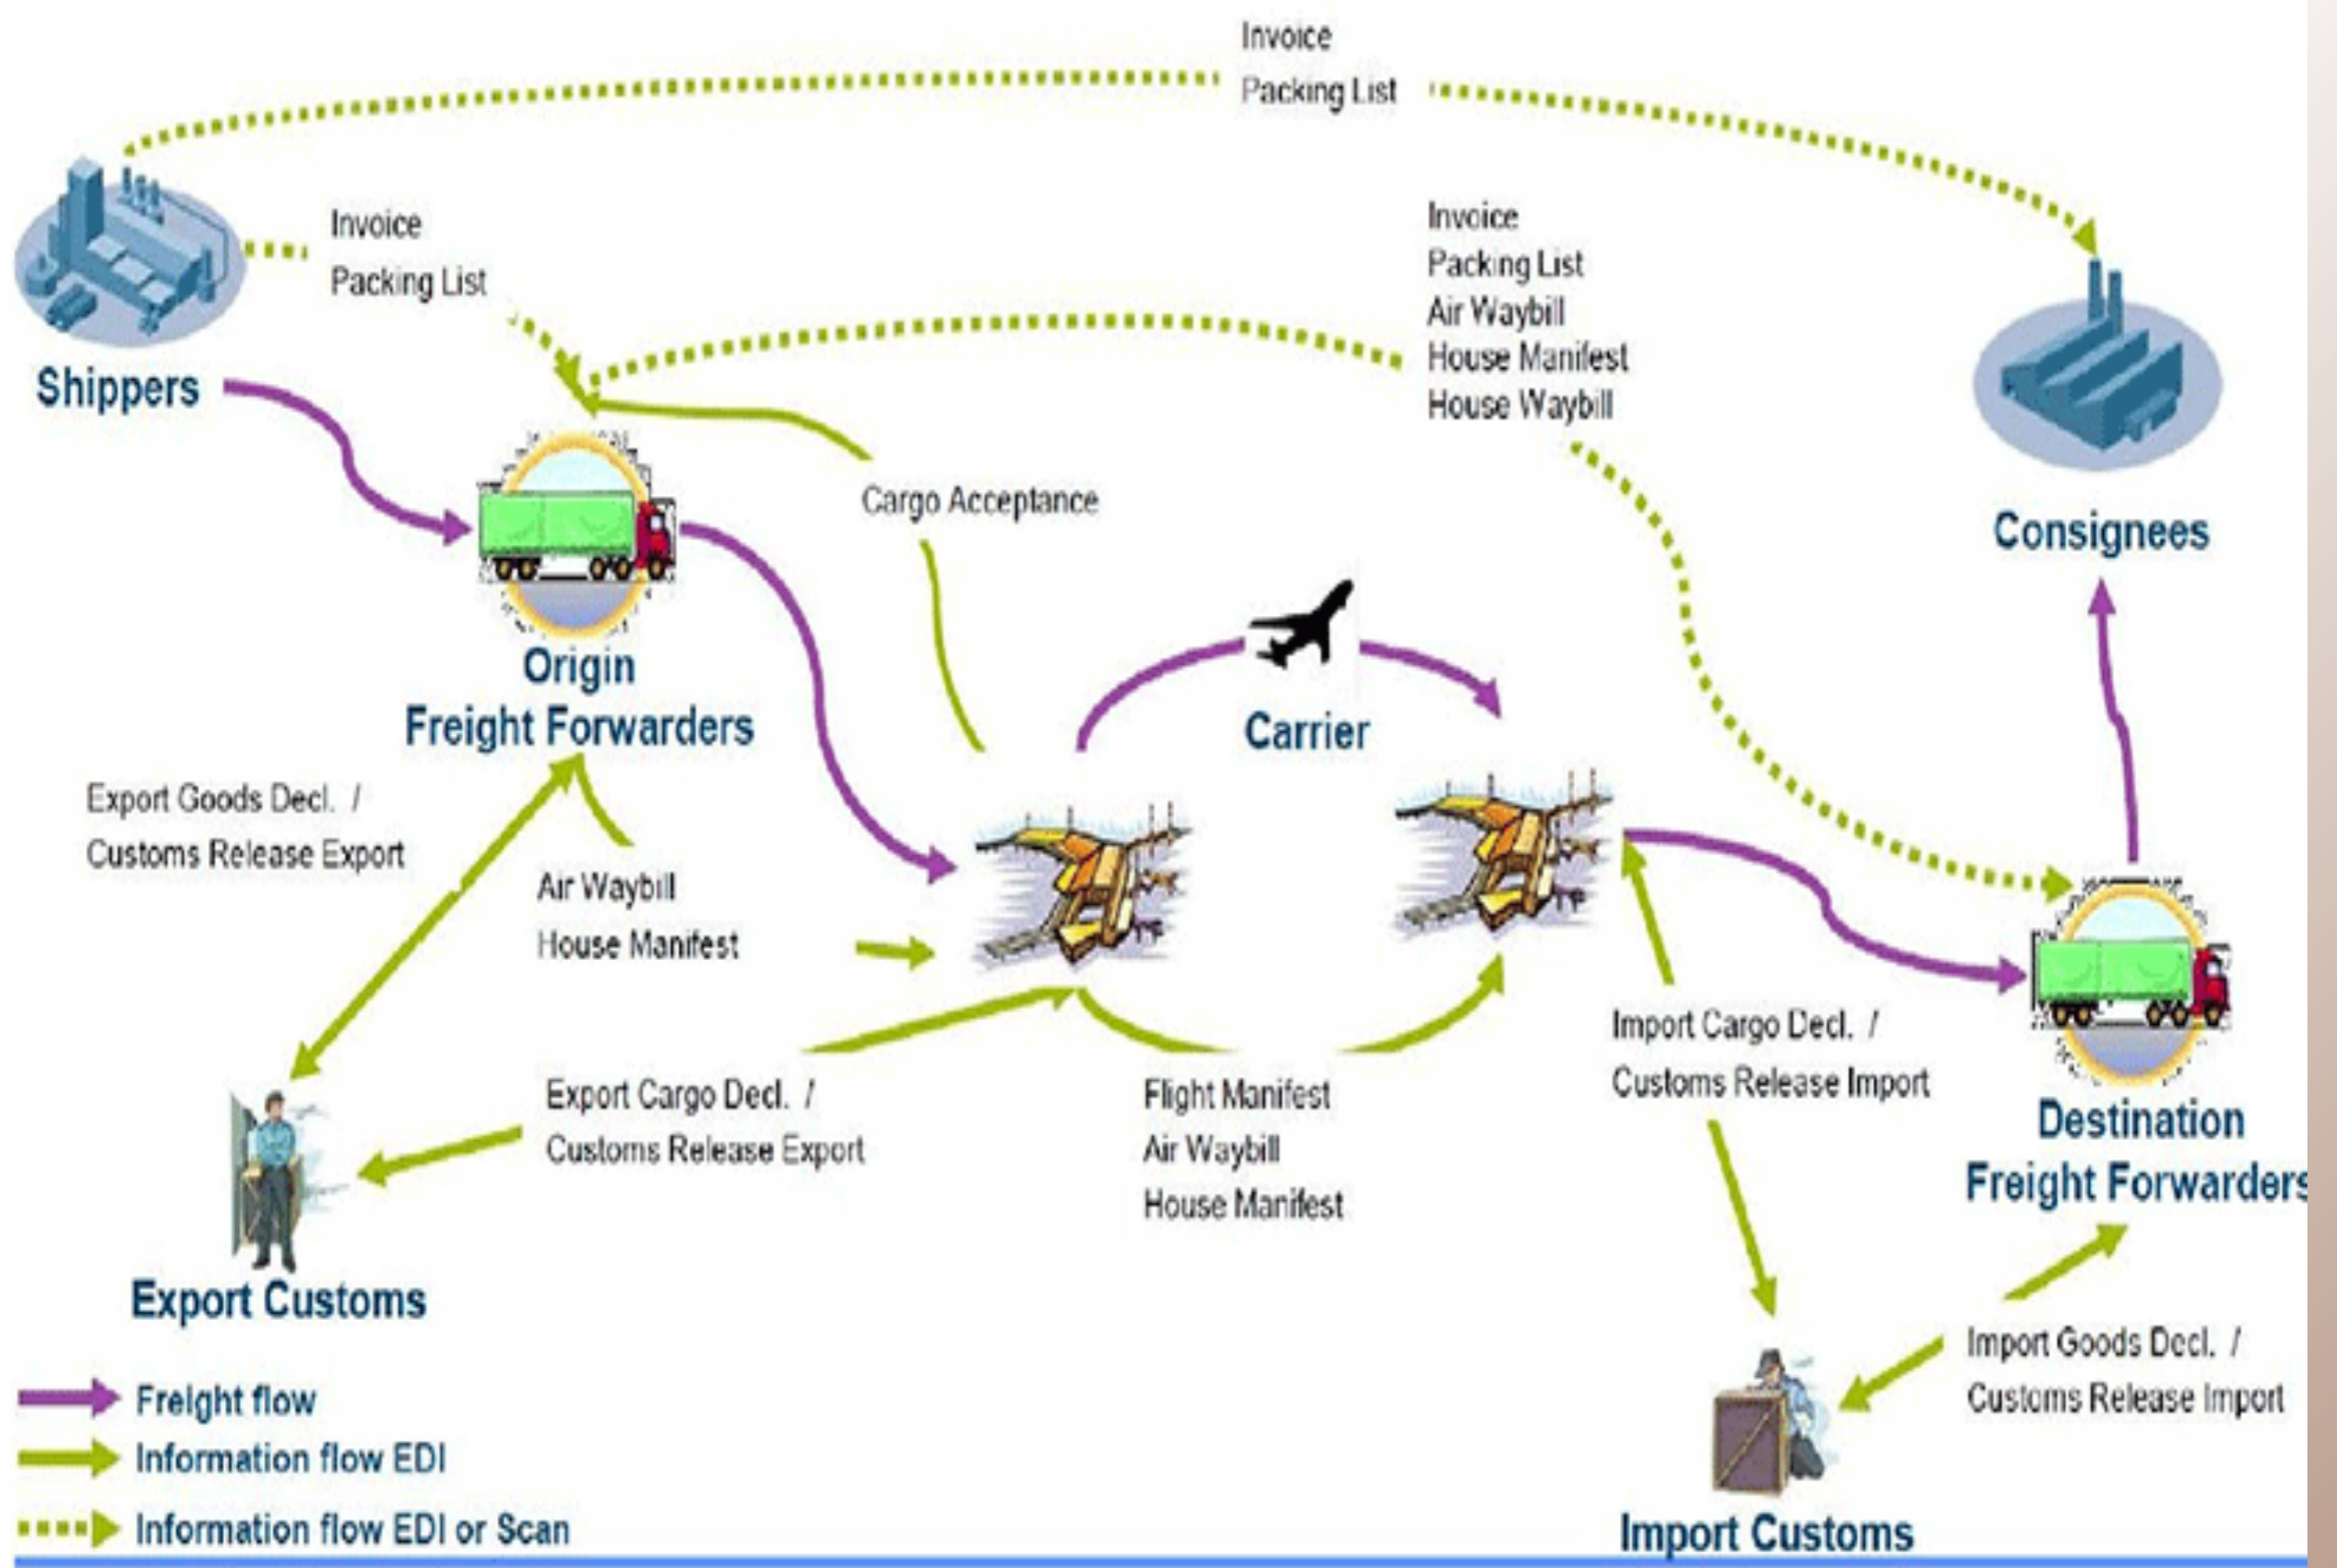 Invoice
Packing List
Invoice
Packing List
Invoice
Packing List
Air Waybill
House Manifest
House Waybill
Shippers
Cargo Acceptance
Consignees
Origin
Freight Forwarders
Carrier
Export Goods Decl. /
Customs Release Export
Air Waybill
House Manifest
Import Cargo Decl. /
Customs Release Import
Export Cargo Decl. /
Customs Release Export
Flight Manifest
Air Waybill
House Manifest
Destination
Freight Forwarders
Export Customs
Import Goods Decl. /
Customs Release Import
Import Customs
Freight flow
Information flow EDI
Information flow EDI or Scan